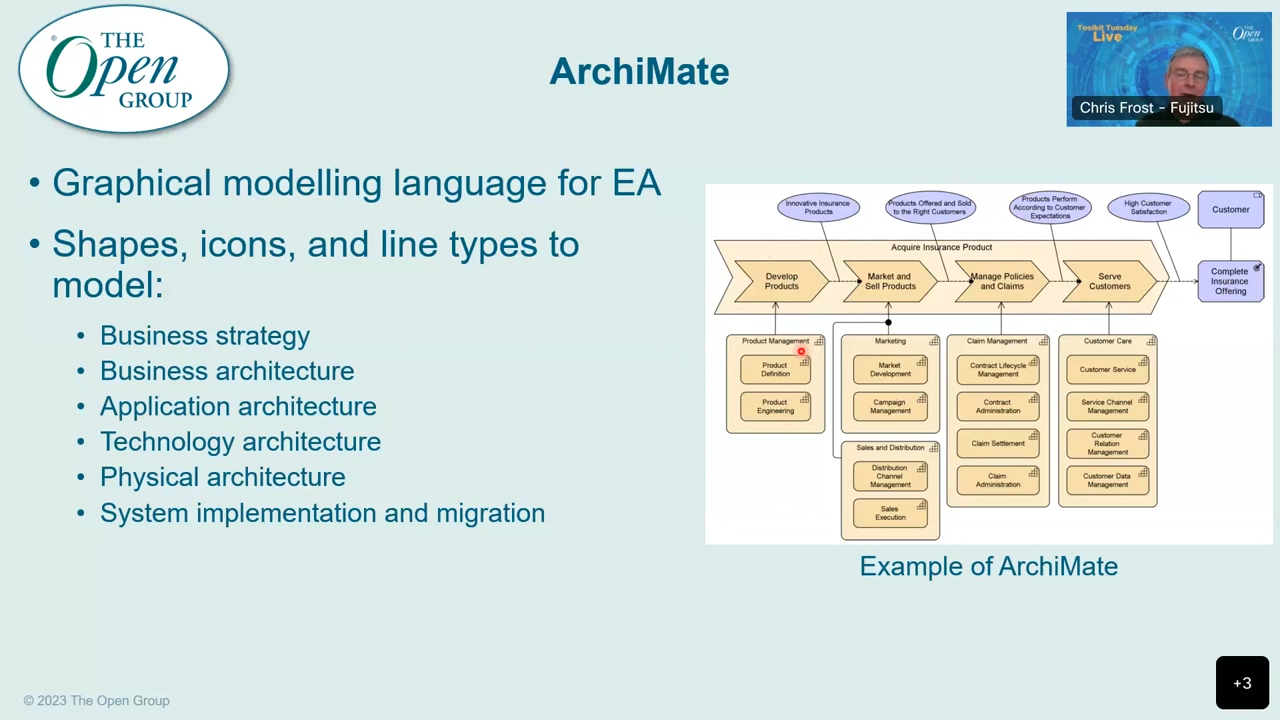 ®
THE
Open
GROUP
ArchiMate
Toolkit Tuesday
Live
THE
Open
GROUP
Chris Frost - Fujitsu
• Graphical modelling language for EA
• Shapes, icons, and line types to
model:
• Business strategy
• Business architecture
• Application architecture
• Technology architecture
• Physical architecture
• System implementation and migration
Innovative Insurance
Products
Products Offered and Sold
to the Right Customers
Products Perform
According to Customer
Expectations
High Customer
Satisfaction
Customer
Acquire Insurance Product
Develop
Products
Market and
Sell Products
Manage Policies
and Claims
Serve
Customers
Complete
Insurance
Offering
Product Management
Product
Definition
Product
Engineering
Marketing
Market
Development
Campaign
Management
Sales and Distribution
Distribution
Channel
Management
Sales
Execution
Claim Management
Contract Lifecycle
Management
Contract
Administration
Claim Settlement
Claim
Administration
Customer Care
Customer Service
Service Channel
Management
Customer
Relation
Management
Customer Data
Management
Example of ArchiMate
© 2023 The Open Group
+3